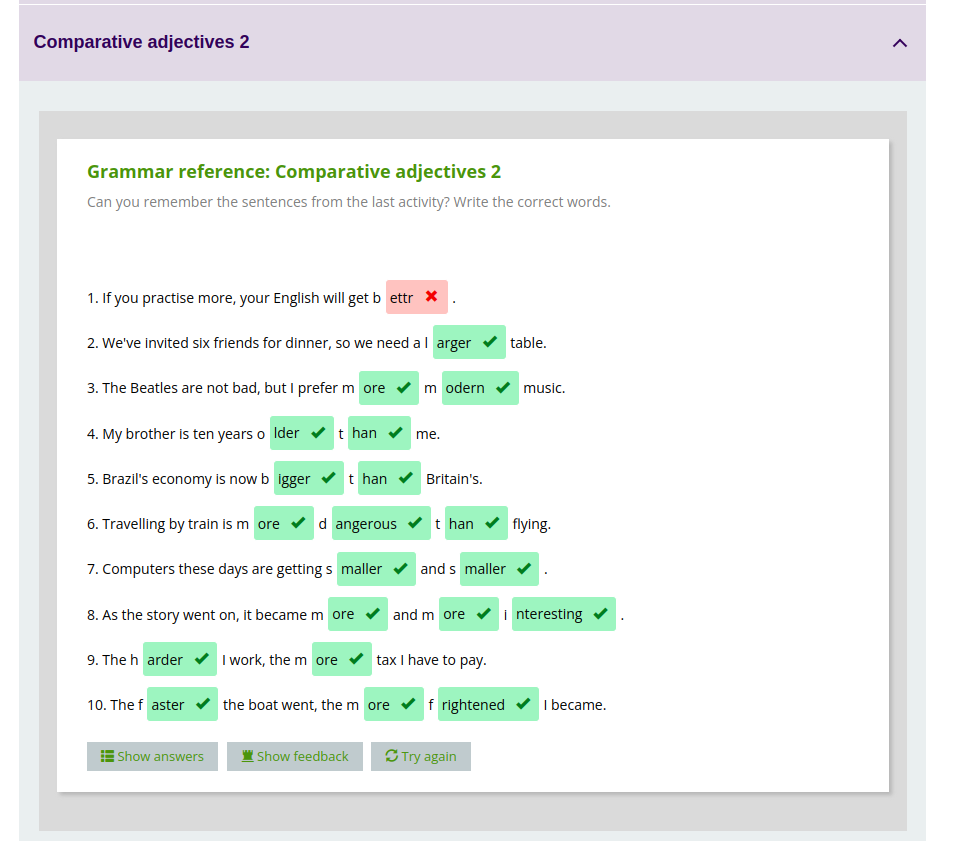 Comparative adjectives 2
Grammar reference: Comparative adjectives 2
Can you remember the sentences from the last activity? Write the correct words.
1. If you practise more, your English will get b ettr ✖ .
2. We've invited six friends for dinner, so we need a l arger ✔ table.
3. The Beatles are not bad, but I prefer m ore ✔ m odern ✔ music.
4. My brother is ten years o lder ✔ t han ✔ me.
5. Brazil's economy is now b igger ✔ t han ✔ Britain's.
6. Travelling by train is m ore ✔ d angerous ✔ t han ✔ flying.
7. Computers these days are getting s maller ✔ and s maller ✔ .
8. As the story went on, it became m ore ✔ and m ore ✔ i nteresting ✔ .
9. The h arder ✔ I work, the m ore ✔ tax I have to pay.
10. The f aster ✔ the boat went, the m ore ✔ f rightened ✔ I became.
Show answers Show feedback Try again